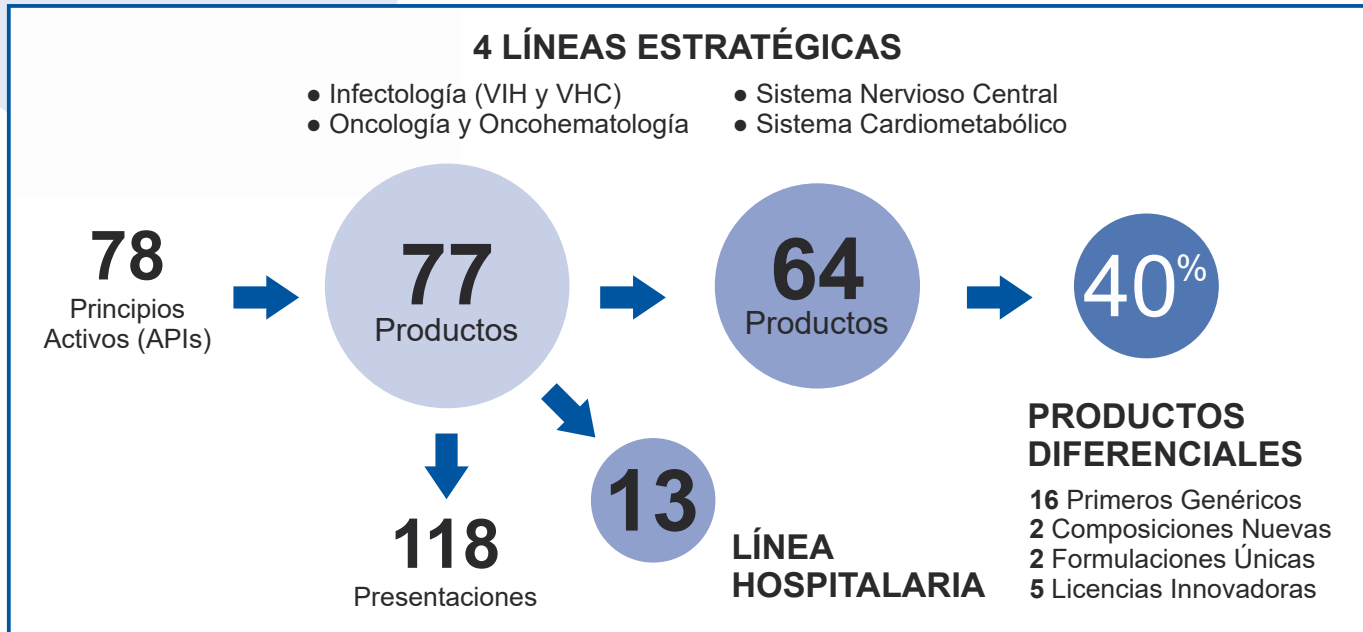 4 LÍNEAS ESTRATÉGICAS
● Infectología (VIH y VHC)
● Oncología y Oncohematología
● Sistema Nervioso Central
● Sistema Cardiometabólico
78
Principios
Activos (APIs)
77
Productos
64
Productos
40%
118
Presentaciones
13
LÍNEA
HOSPITALARIA
PRODUCTOS
DIFERENCIALES
16 Primeros Genéricos
2 Composiciones Nuevas
2 Formulaciones Únicas
5 Licencias Innovadoras